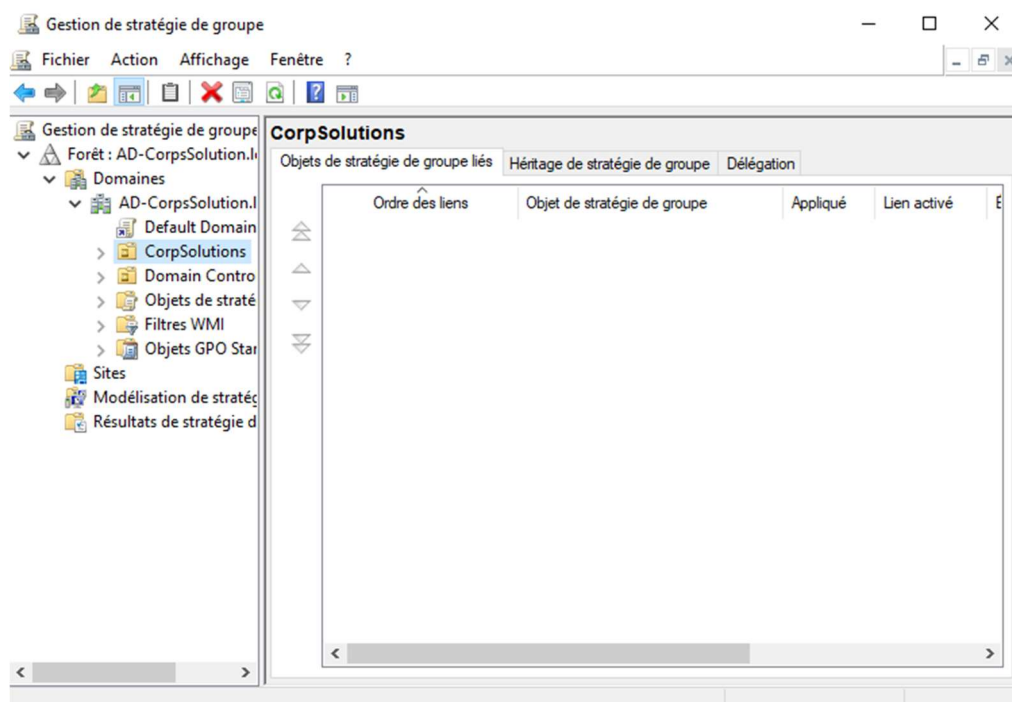 Gestion de stratégie de groupe
Fichier Action Affichage Fenêtre ?
Gestion de stratégie de groupe
Forêt : AD-CorpsSolution.l
Domaines
AD-CorpsSolution.l
Default Domain
CorpSolutions
Domain Contro
Objets de straté
Filtres WMI
Objets GPO Star
Sites
Modélisation de stratég
Résultats de stratégie d
CorpSolutions
Objets de stratégie de groupe liés Héritage de stratégie de groupe Délégation
Ordre des liens Objet de stratégie de groupe Appliqué Lien activé É